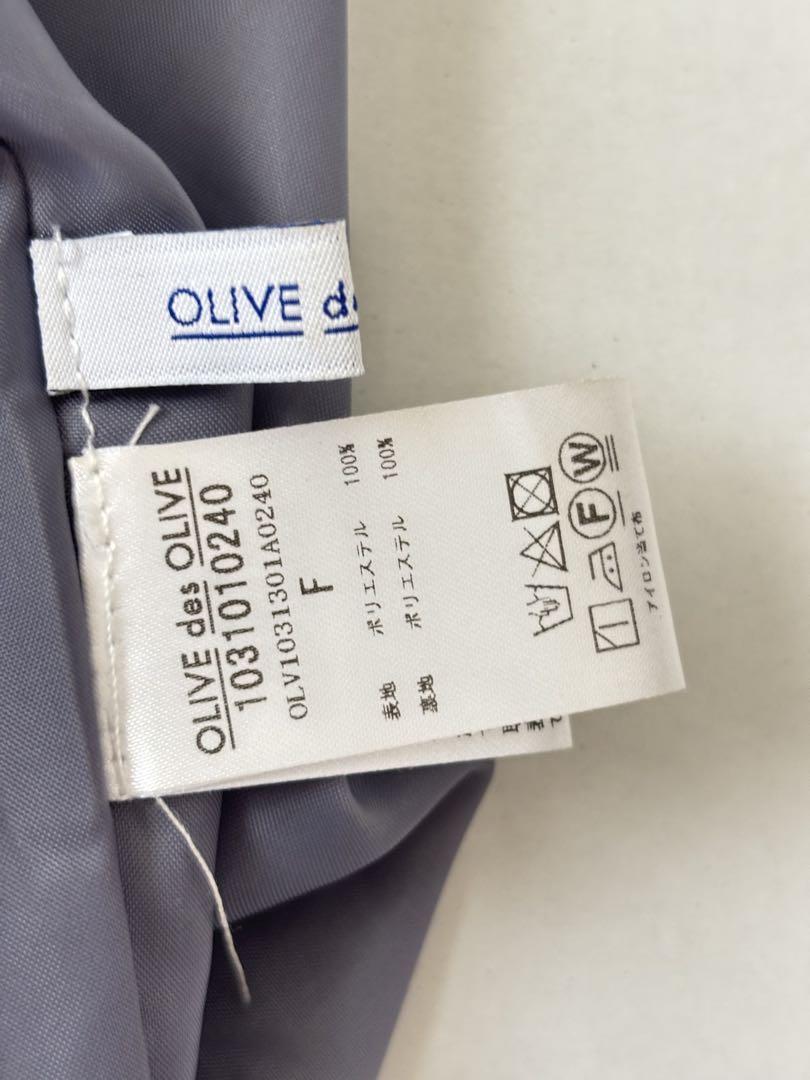 OLIVE de
OLIVE des OLIVE
1031010240
OLV1031301A0240
F
表地 ポリエステル 100%
裏地 ポリエステル 100%
F W
アイロン当て布